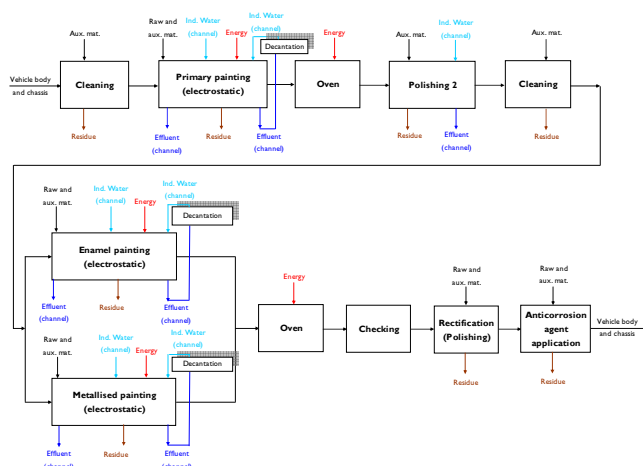 Ind. Water
(channel)
Raw and
aux. mat.
Ind. Water
(channel)
Energy
Energy
Aux. mat.
Aux. mat.
Ind. Water
(channel)
Aux. mat.
Decantation
Vehicle body
and chassis
Cleaning
Primary painting
(electrostatic)
Oven
Polishing 2
Cleaning
Residue
Effluent
(channel)
Residue
Effluent
(channel)
Residue
Effluent
(channel)
Residue
Raw and
aux. mat.
Ind. Water
(channel)
Energy
Ind. Water
(channel)
Decantation
Enamel painting
(electrostatic)
Effluent
(channel)
Residue
Effluent
(channel)
Energy
Raw and
aux. mat.
Raw and
aux. mat.
Oven
Checking
Rectification
(Polishing)
Anticorrosion
agent
application
Vehicle body
and chassis
Residue
Residue
Raw and
aux. mat.
Ind. Water
(channel)
Energy
Ind. Water
(channel)
Decantation
Metallised painting
(electrostatic)
Effluent
(channel)
Residue
Effluent
(channel)